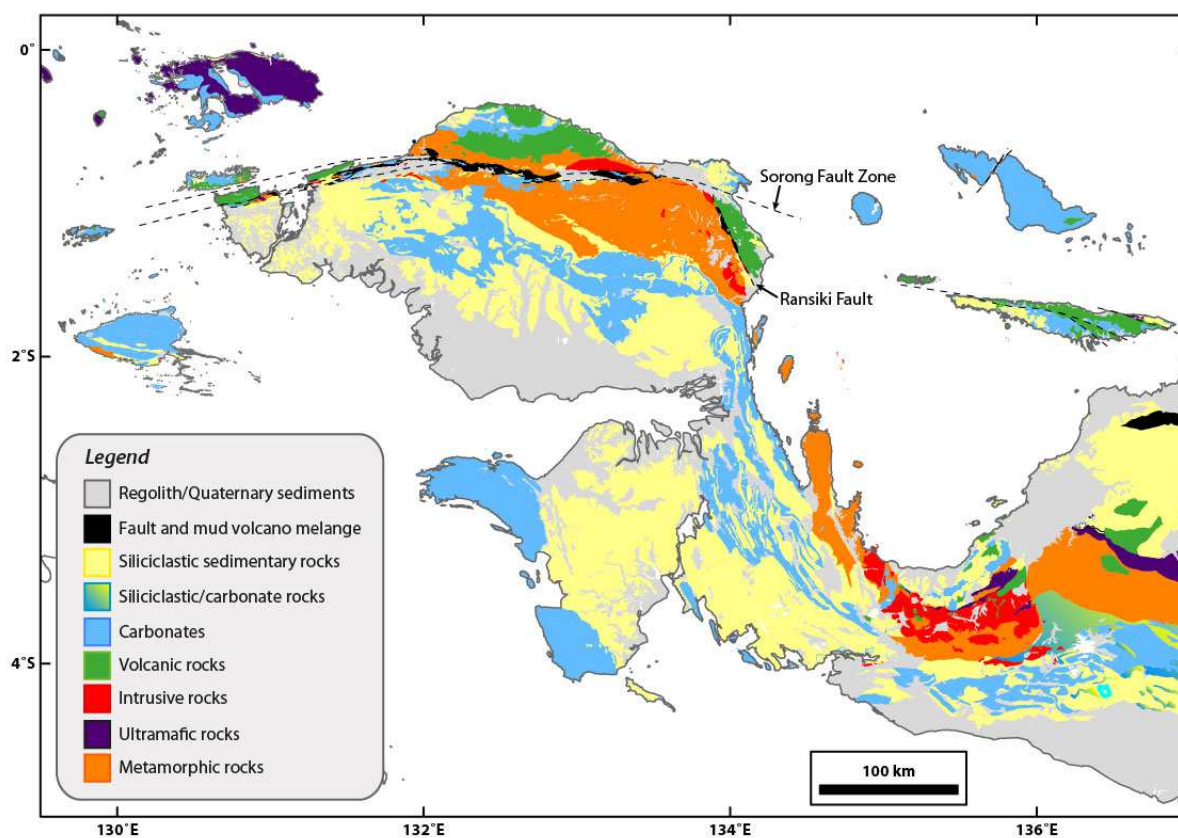 0°
2°S
4°S
Sorong Fault Zone
Ransiki Fault
Legend
Regolith/Quaternary sediments
Fault and mud volcano melange
Siliciclastic sedimentary rocks
Siliciclastic/carbonate rocks
Carbonates
Volcanic rocks
Intrusive rocks
Ultramafic rocks
Metamorphic rocks
100 km
130°E
132°E
134°E
136°E